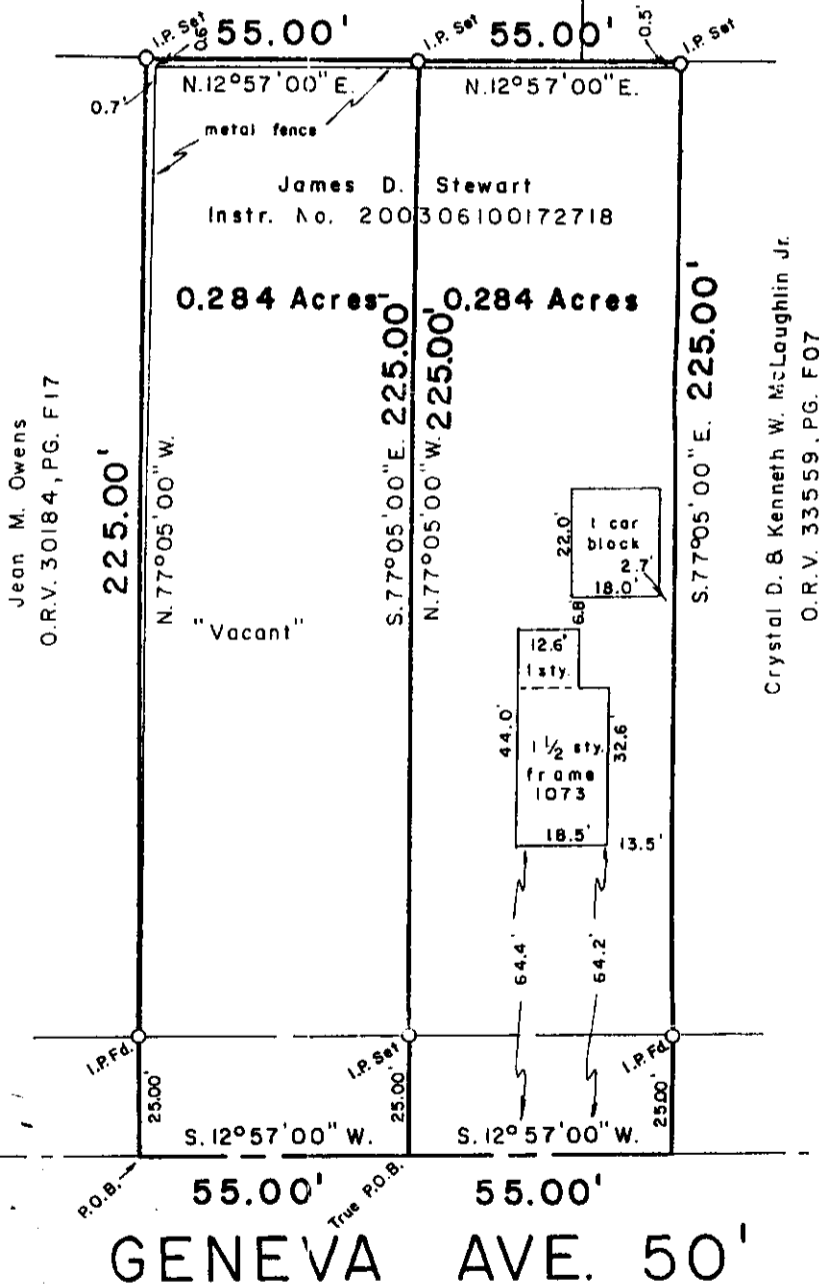 I.P. Set
0.6'
55.00'
I.P. Set
55.00'
0.5'
I.P. Set
N.12°57'00"E.
N.12°57'00"E.
0.7'
metal fence
James D. Stewart
Instr. No. 200306100172718
0.284 Acres
0.284 Acres
Jean M. Owens
O.R.V. 30184, PG. F17
225.00'
N.77°05'00"W.
S.77°05'00"E. 225.00'
N.77°05'00"W. 225.00'
S.77°05'00"E. 225.00'
Crystal D. & Kenneth W. McLoughlin Jr.
O.R.V. 33559, PG. F07
"Vacant"
22.0'
1 car
block
2.7'
18.0'
6.8'
12.6'
1 sty.
44.0'
1 1/2 sty.
frame
1073
32.6'
18.5'
13.5'
64.4'
64.2'
I.P. Fd.
I.P. Set
I.P. Fd.
25.00'
25.00'
25.00'
S.12°57'00"W.
S.12°57'00"W.
P.O.B.
55.00'
True P.O.B.
55.00'
GENEVA AVE. 50'